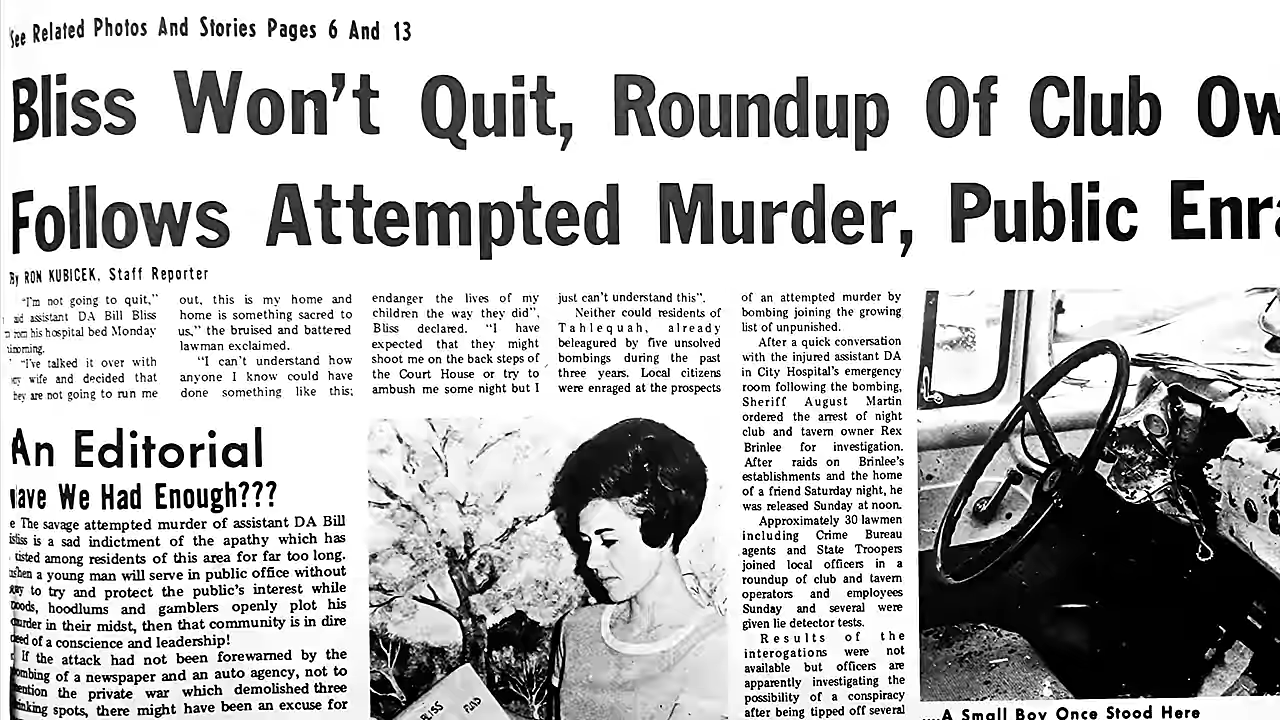 See Related Photos And Stories Pages 6 And 13
Bliss Won't Quit, Roundup Of Club Ow
Follows Attempted Murder, Public Enra
By RON KUBICEK, Staff Reporter
"I'm not going to quit,"
assistant DA Bill Bliss
his hospital bed Monday
"I've talked it over with
wife and decided that
are not going to run me
out, this is my home and
home is something sacred to
us," the bruised and battered
lawman exclaimed.
"I can't understand how
anyone I know could have
done something like this;
endanger the lives of my
children the way they did",
Bliss declared. "I have
expected that they might
shoot me on the back steps of
the Court House or try to
ambush me some night but I
just can't understand this".
Neither could residents of
Tahlequah, already
beleagured by five unsolved
bombings during the past
three years. Local citizens
were enraged at the prospects
of an attempted murder by
bombing joining the growing
list of unpunished.
After a quick conversation
with the injured assistant DA
in City Hospital's emergency
room following the bombing,
Sheriff August Martin
ordered the arrest of night
club and tavern owner Rex
Brinlee for investigation.
After raids on Brinlee's
establishments and the home
of a friend Saturday night, he
was released Sunday at noon.
Approximately 30 lawmen
including Crime Bureau
agents and State Troopers
joined local officers in a
roundup of club and tavern
operators and employees
Sunday and several were
given lie detector tests.
Results of the
interogations were not
available but officers are
apparently investigating the
possibility of a conspiracy
after being tipped off several
An Editorial
ave We Had Enough???
The savage attempted murder of assistant DA Bill
is a sad indictment of the apathy which has
isted among residents of this area for far too long.
hen a young man will serve in public office without
to try and protect the public's interest while
oods, hoodlums and gamblers openly plot his
urder in their midst, then that community is in dire
eed of a conscience and leadership!
If the attack had not been forewarned by the
ombing of a newspaper and an auto agency, not to
ention the private war which demolished three
inking spots, there might have been an excuse for
BLISS
....A Small Boy Once Stood Here